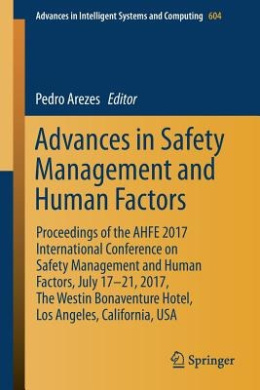 Advances in Intelligent Systems and Computing 604
Pedro Arezes Editor
Advances in Safety
Management and
Human Factors
Proceedings of the AHFE 2017
International Conference on
Safety Management and Human
Factors, July 17–21, 2017,
The Westin Bonaventure Hotel,
Los Angeles, California, USA
Springer